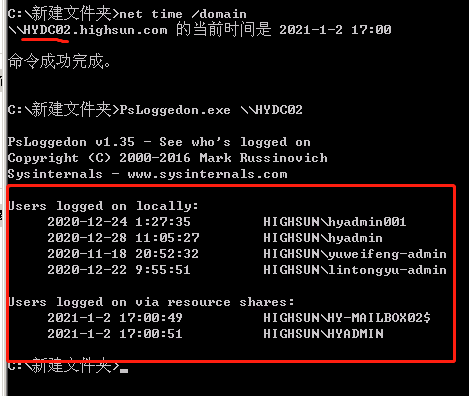 C:\新建文件夹>net time /domain
\\HYDC02.highsun.com 的当前时间是 2021-1-2 17:00
命令成功完成。
C:\新建文件夹>PsLoggedon.exe \\HYDC02
PsLoggedon v1.35 - See who's logged on
Copyright (C) 2000-2016 Mark Russinovich
Sysinternals - www.sysinternals.com
Users logged on locally:
2020-12-24 1:27:35 HIGHSUN\hyadmin001
2020-12-28 11:05:27 HIGHSUN\hyadmin
2020-11-18 20:52:32 HIGHSUN\yuweifeng-admin
2020-12-22 9:55:51 HIGHSUN\lintongyu-admin
Users logged on via resource shares:
2021-1-2 17:00:49 HIGHSUN\HY-MAILBOX02$
2021-1-2 17:00:51 HIGHSUN\HYADMIN
C:\新建文件夹>_